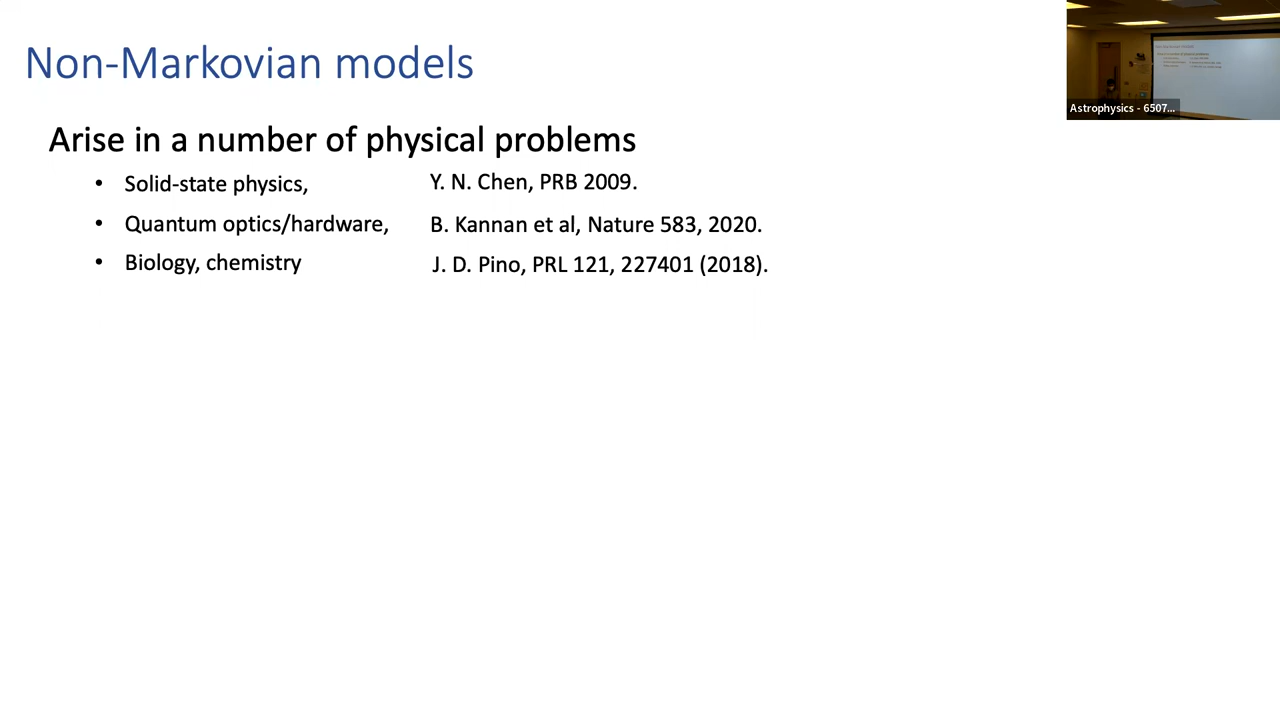 Non-Markovian models
Arise in a number of physical problems
• Solid-state physics, Y. N. Chen, PRB 2009.
• Quantum optics/hardware, B. Kannan et al, Nature 583, 2020.
• Biology, chemistry J. D. Pino, PRL 121, 227401 (2018).
Astrophysics - 6507...